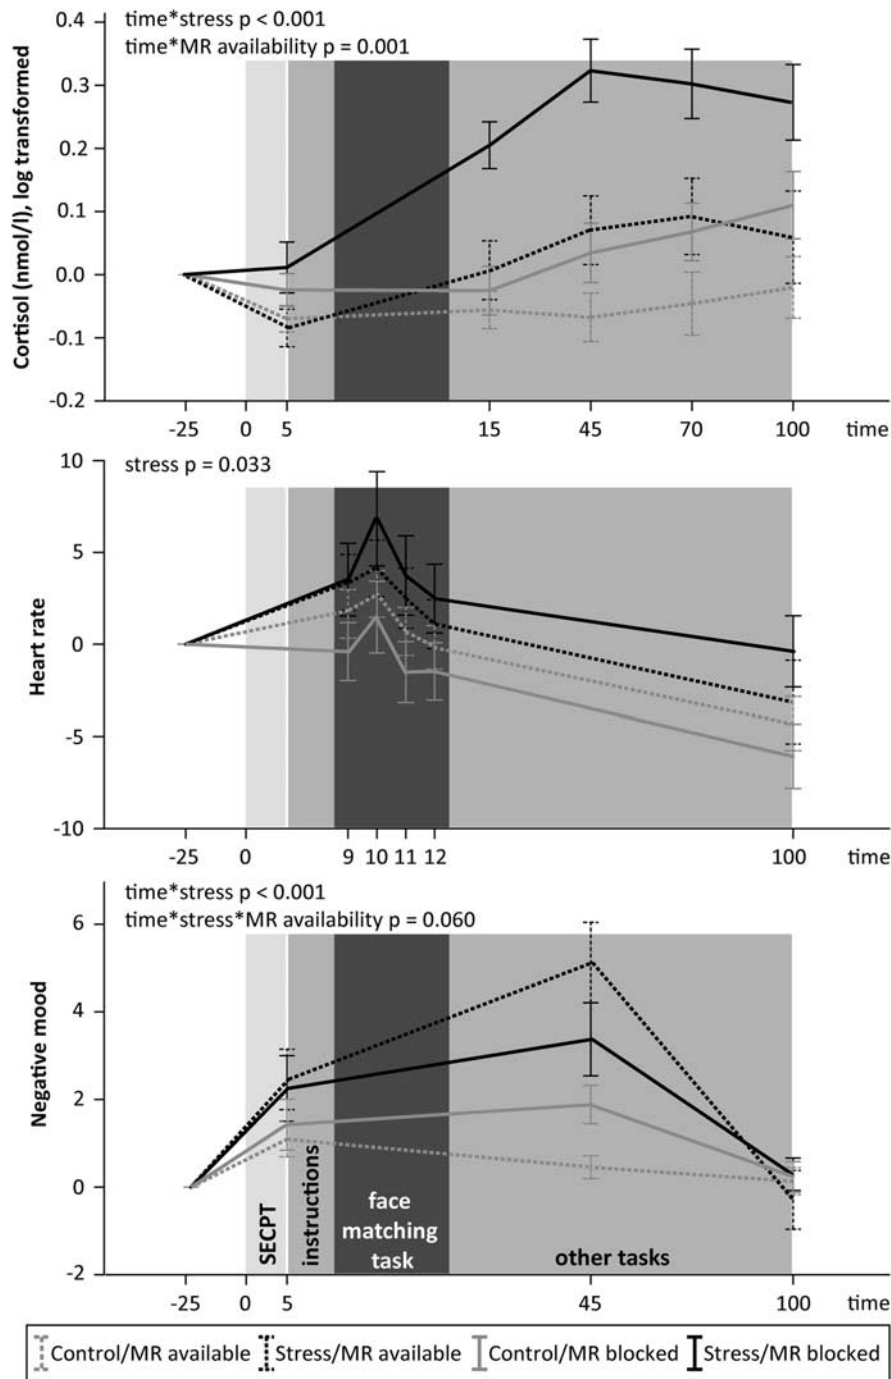 time*stress p < 0.001
time*MR availability p = 0.001
Cortisol (nmol/l), log transformed
0.4
0.3
0.2
0.1
0.0
-0.1
-0.2
-25 0 5 15 45 70 100 time
stress p = 0.033
Heart rate
10
5
0
-5
-10
-25 0 9 10 11 12 100 time
time*stress p < 0.001
time*stress*MR availability p = 0.060
Negative mood
6
4
2
0
-2
SECPT
instructions
face
matching
task
other tasks
-25 0 5 45 100 time
Control/MR available Stress/MR available Control/MR blocked Stress/MR blocked